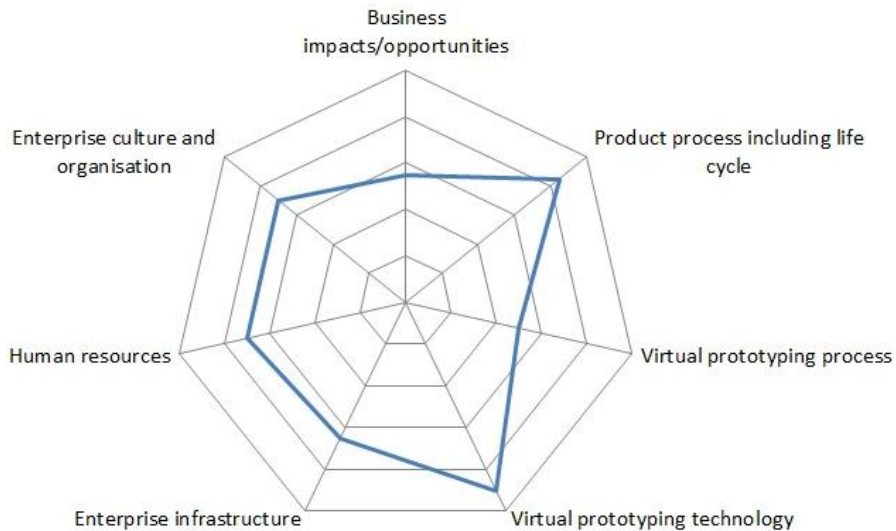 Business
impacts/opportunities
Enterprise culture and
organisation
Product process including life
cycle
Human resources
Virtual prototyping process
Enterprise infrastructure
Virtual prototyping technology